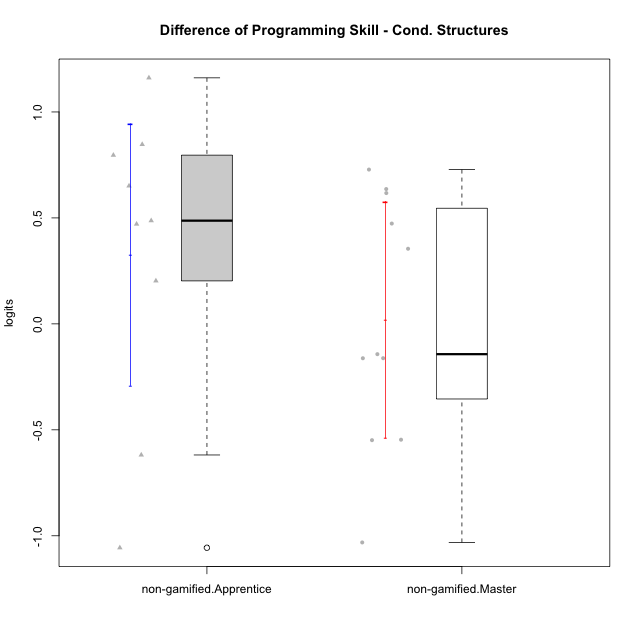 Difference of Programming Skill - Cond. Structures
logits
1.0
0.5
0.0
-0.5
-1.0
non-gamified.Apprentice
non-gamified.Master